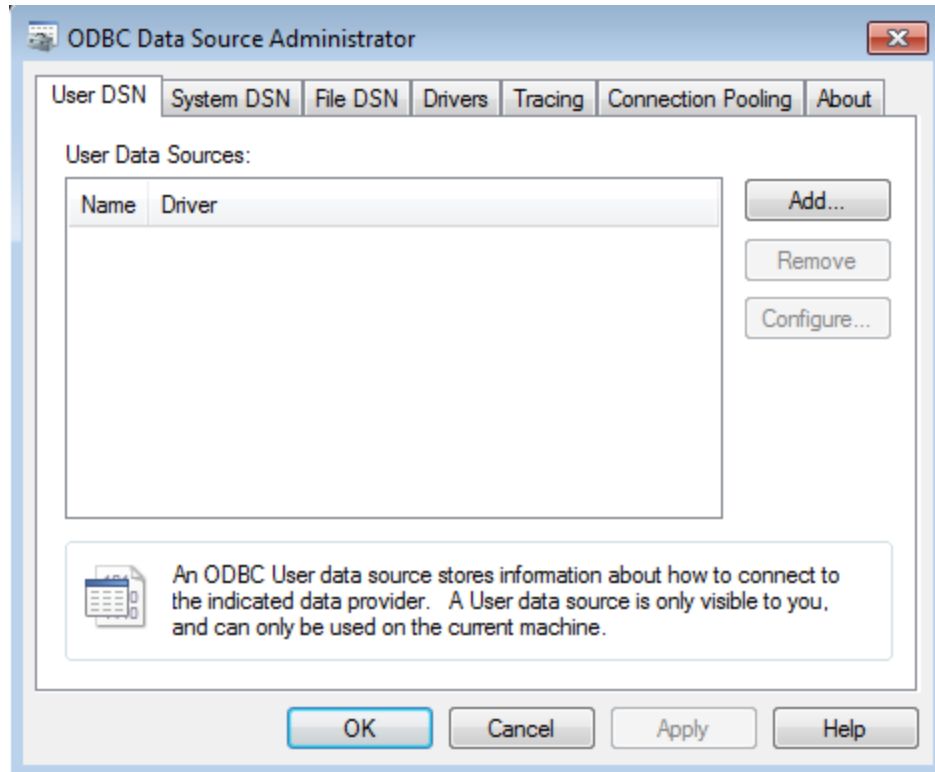 ODBC Data Source Administrator
User DSN System DSN File DSN Drivers Tracing Connection Pooling About
User Data Sources:
Name Driver
Add...
Remove
Configure...
An ODBC User data source stores information about how to connect to
the indicated data provider. A User data source is only visible to you,
and can only be used on the current machine.
OK Cancel Apply Help